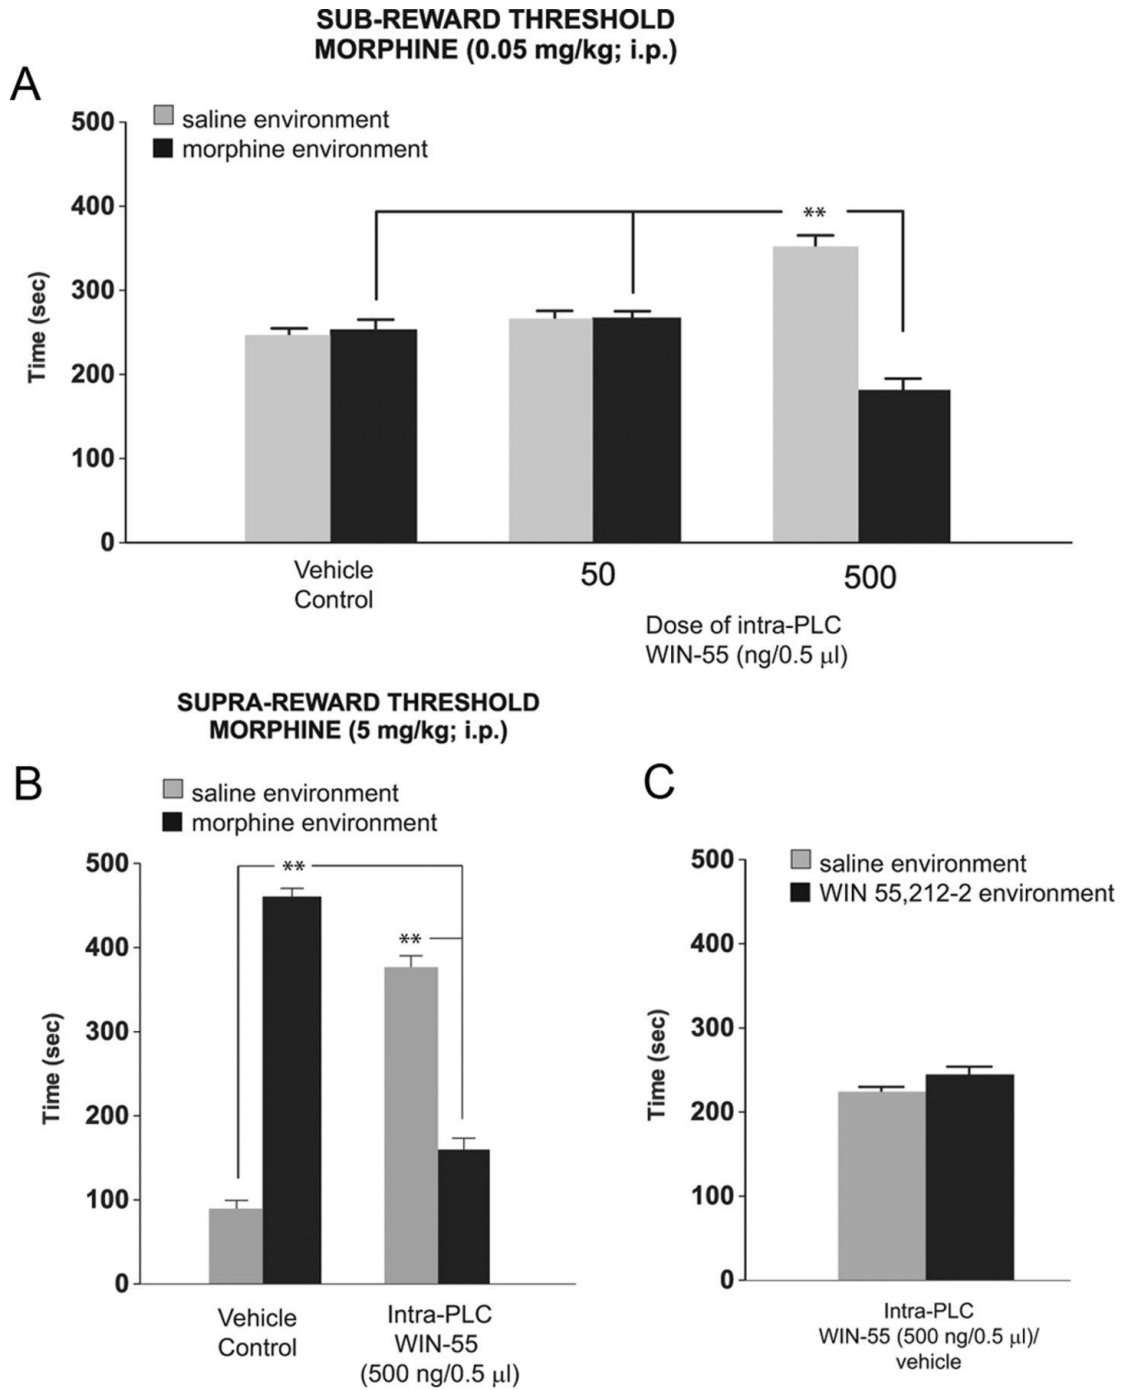 SUB-REWARD THRESHOLD
MORPHINE (0.05 mg/kg; i.p.)
A
saline environment
morphine environment
500
400
300
200
100
0
Time (sec)
**
Vehicle
Control
50
500
Dose of intra-PLC
WIN-55 (ng/0.5 μl)
SUPRA-REWARD THRESHOLD
MORPHINE (5 mg/kg; i.p.)
B
saline environment
morphine environment
500
400
300
200
100
0
Time (sec)
**
**
Vehicle
Control
Intra-PLC
WIN-55
(500 ng/0.5 μl)
C
saline environment
WIN 55,212-2 environment
500
400
300
200
100
0
Time (sec)
Intra-PLC
WIN-55 (500 ng/0.5 μl)/
vehicle